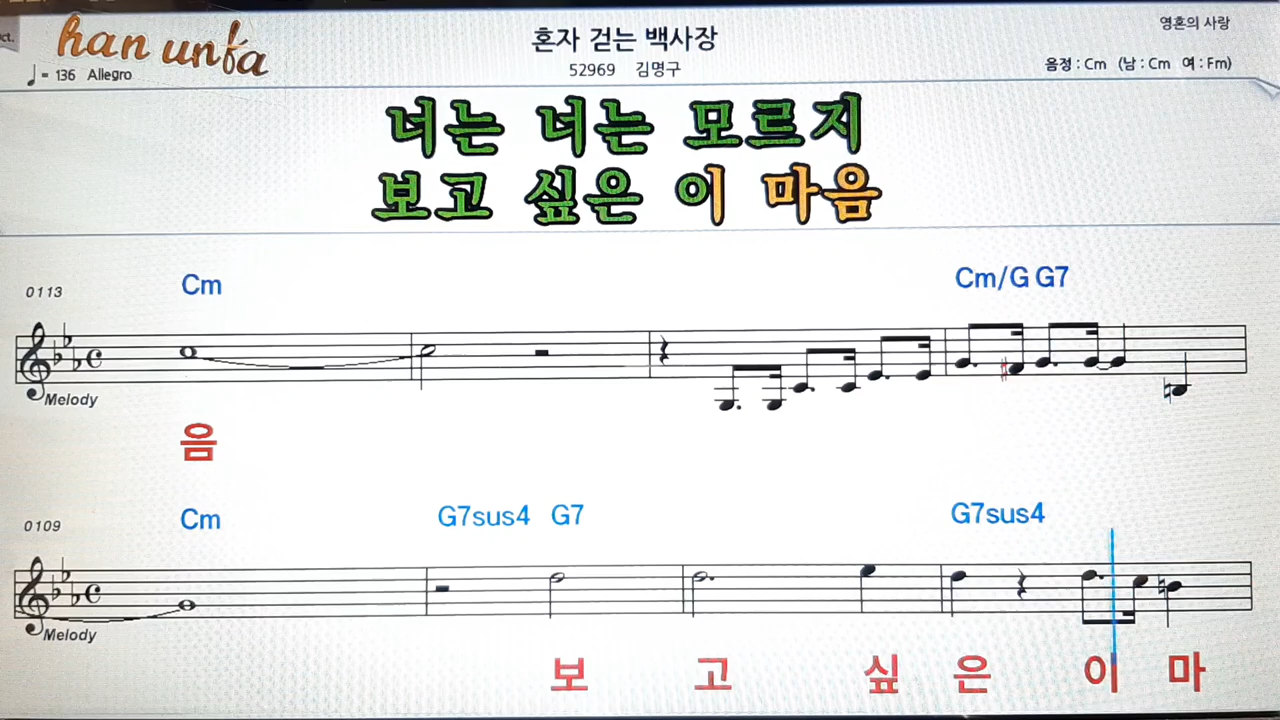 ct.
han unfa
♩= 136 Allegro
혼자 걷는 백사장
52969 김명구
영혼의 사랑
음정 : Cm (남 : Cm 여 : Fm)
너는 너는 모르지
보고 싶은 이 마음
0113
Cm Cm/G G7
Melody
음
0109
Cm G7sus4 G7 G7sus4
Melody
보 고 싶 은 이 마